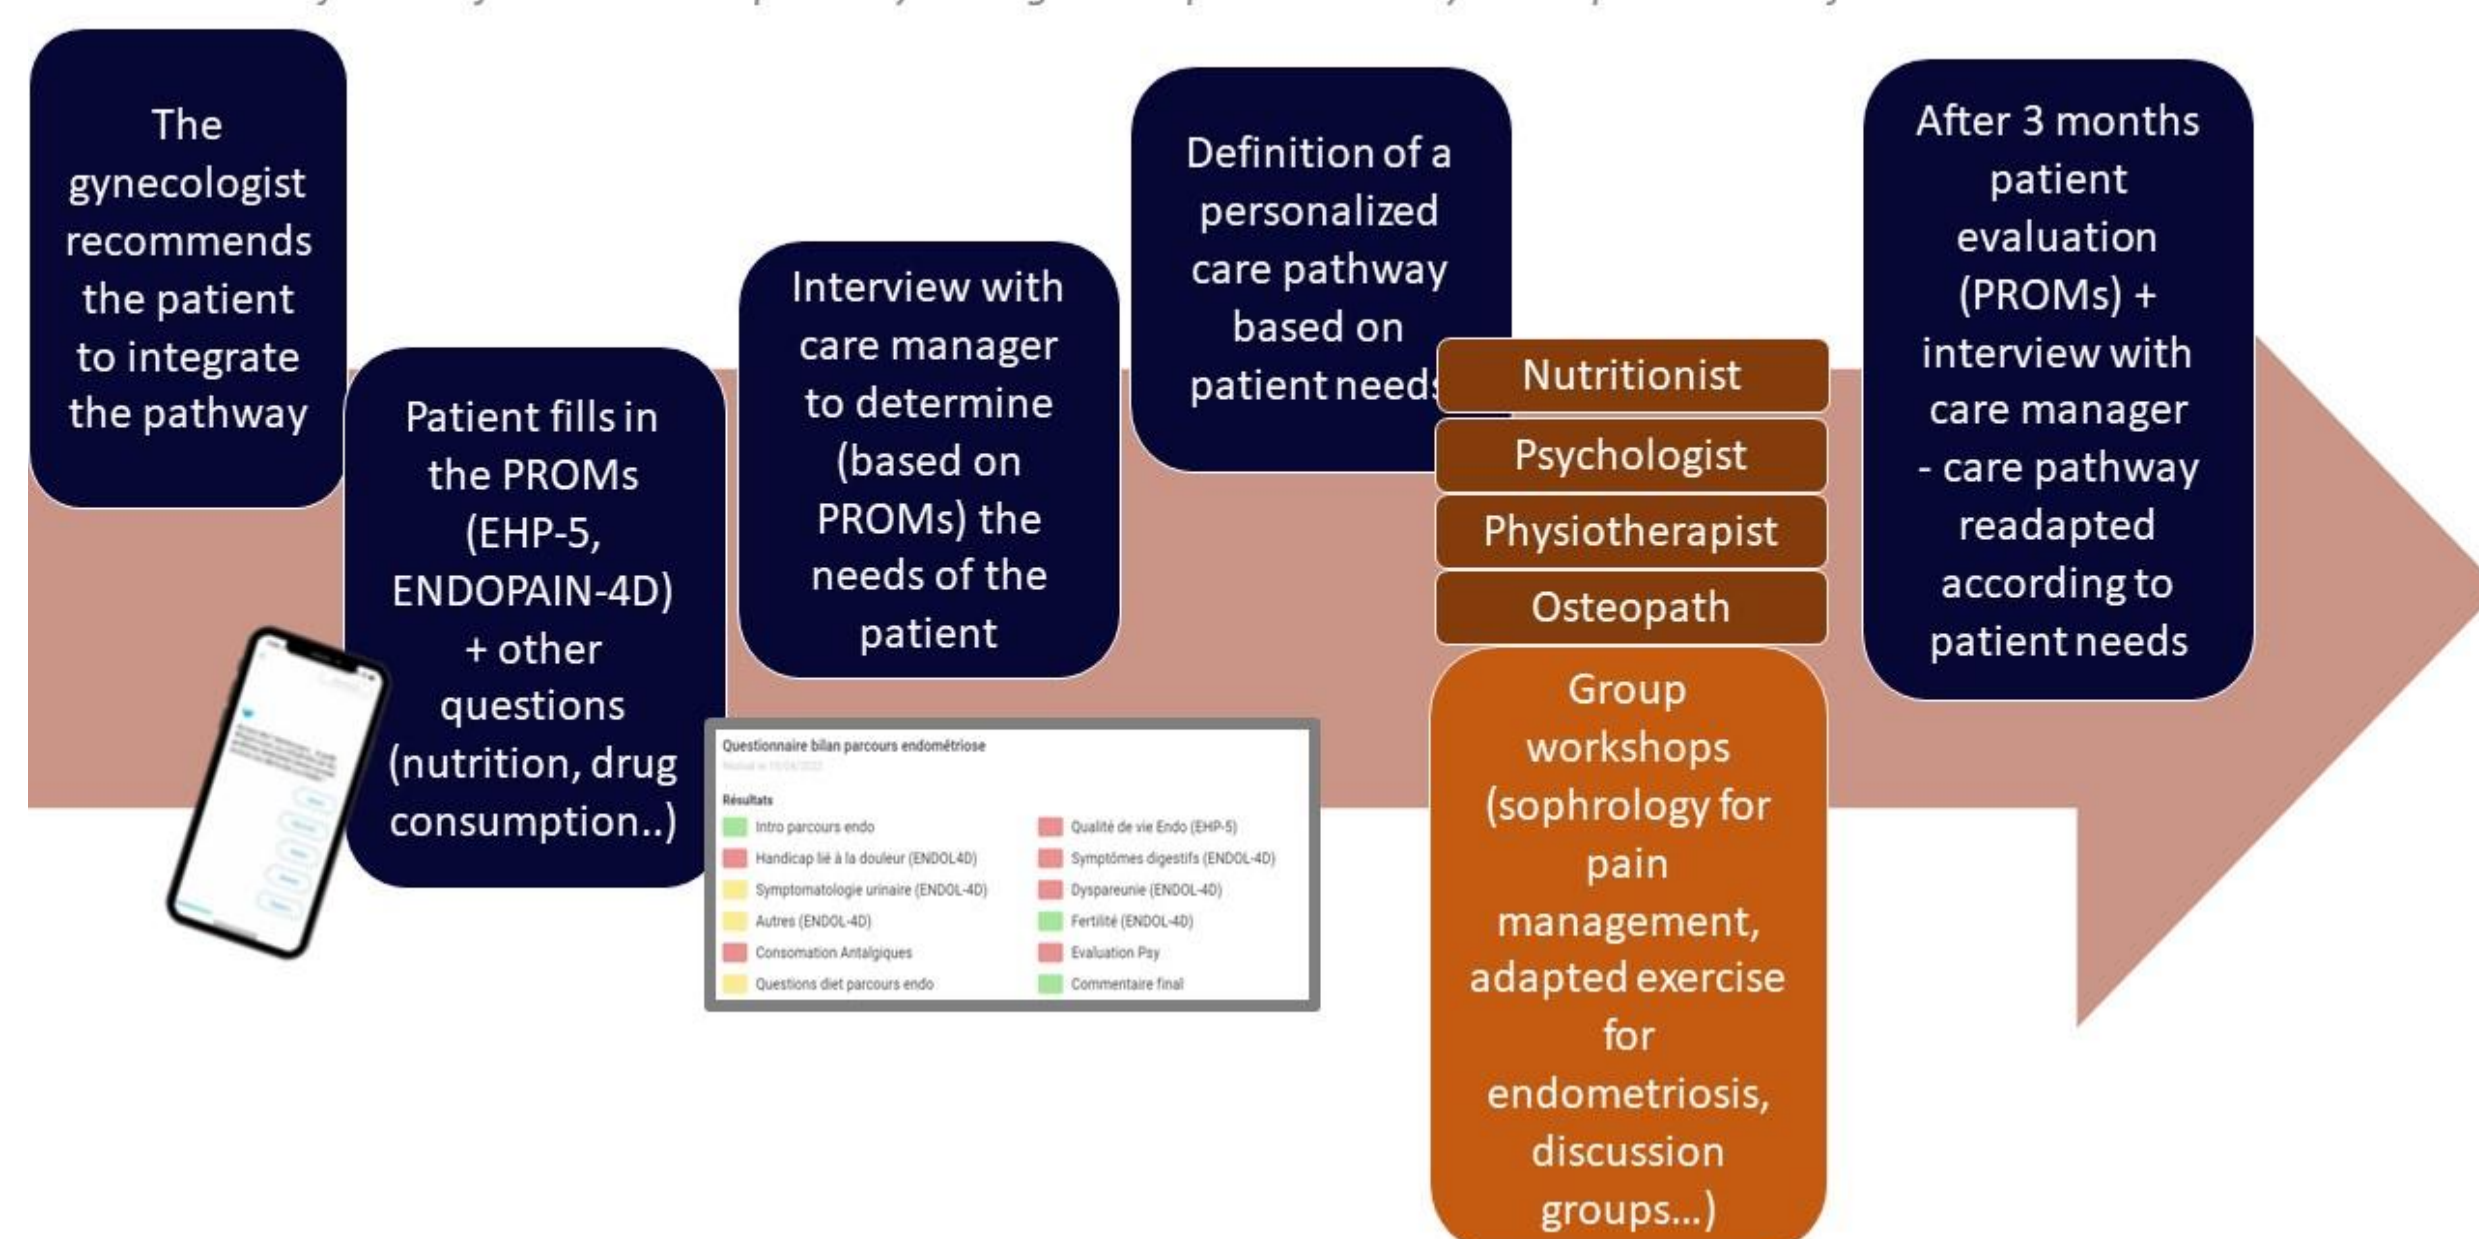 The
gynecologist
recommends
the patient
to integrate
the pathway
Patient fills in
the PROMs
(EHP-5,
ENDOPAIN-4D)
+ other
questions
(nutrition, drug
consumption..)
Interview with
care manager
to determine
(based on
PROMs) the
needs of the
patient
Questionnaire bilan parcours endométriose
Résultats
Intro parcours endo
Qualité de vie Endo (EHP-5)
Handicap lié à la douleur (ENDOL4D)
Symptômes digestifs (ENDOL-4D)
Symptomatologie urinaire (ENDOL-4D)
Dyspareunie (ENDOL-4D)
Autres (ENDOL-4D)
Fertilité (ENDOL-4D)
Consomation Antalgiques
Evaluation Psy
Questions diet parcours endo
Commentaire final
Definition of a
personalized
care pathway
based on
patient needs
Nutritionist
Psychologist
Physiotherapist
Osteopath
Group
workshops
(sophrology for
pain
management,
adapted exercise
for
endometriosis,
discussion
groups...)
After 3 months
patient
evaluation
(PROMs) +
interview with
care manager
- care pathway
readapted
according to
patient needs